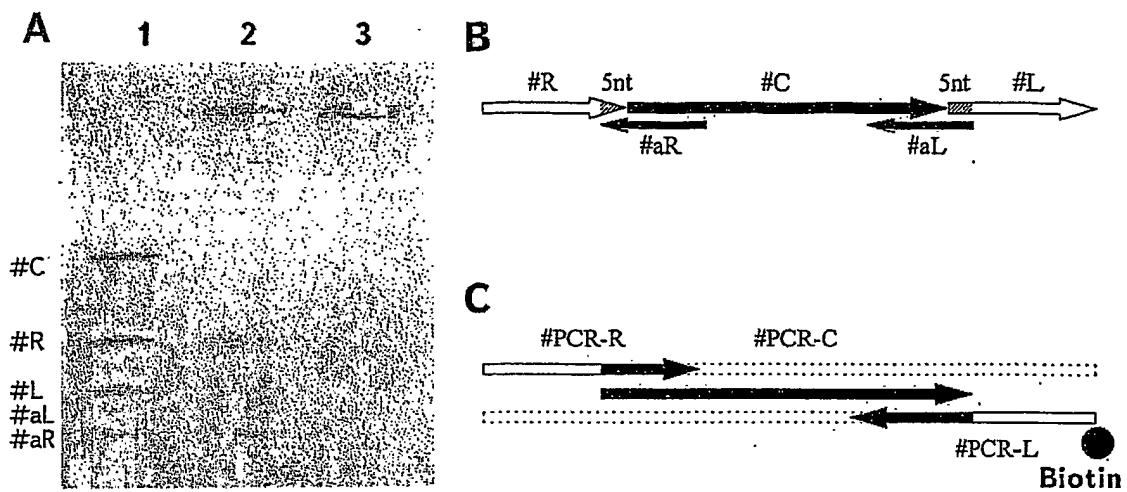 A
1 2 3
#C
#R
#L
#aL
#aR
B
#R 5nt #C 5nt #L
#aR #aL
C
#PCR-R #PCR-C
#PCR-L
Biotin